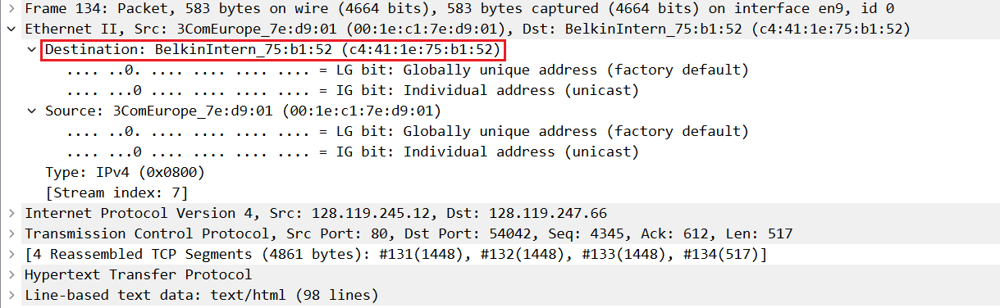 Frame 134: Packet, 583 bytes on wire (4664 bits), 583 bytes captured (4664 bits) on interface en9, id 0
Ethernet II, Src: 3ComEurope_7e:d9:01 (00:1e:c1:7e:d9:01), Dst: BelkinIntern_75:b1:52 (c4:41:1e:75:b1:52)
Destination: BelkinIntern_75:b1:52 (c4:41:1e:75:b1:52)
.... ..0. .... .... .... .... = LG bit: Globally unique address (factory default)
.... ...0 .... .... .... .... = IG bit: Individual address (unicast)
Source: 3ComEurope_7e:d9:01 (00:1e:c1:7e:d9:01)
.... ..0. .... .... .... .... = LG bit: Globally unique address (factory default)
.... ...0 .... .... .... .... = IG bit: Individual address (unicast)
Type: IPv4 (0x0800)
[Stream index: 7]
Internet Protocol Version 4, Src: 128.119.245.12, Dst: 128.119.247.66
Transmission Control Protocol, Src Port: 80, Dst Port: 54042, Seq: 4345, Ack: 612, Len: 517
[4 Reassembled TCP Segments (4861 bytes): #131(1448), #132(1448), #133(1448), #134(517)]
Hypertext Transfer Protocol
Line-based text data: text/html (98 lines)